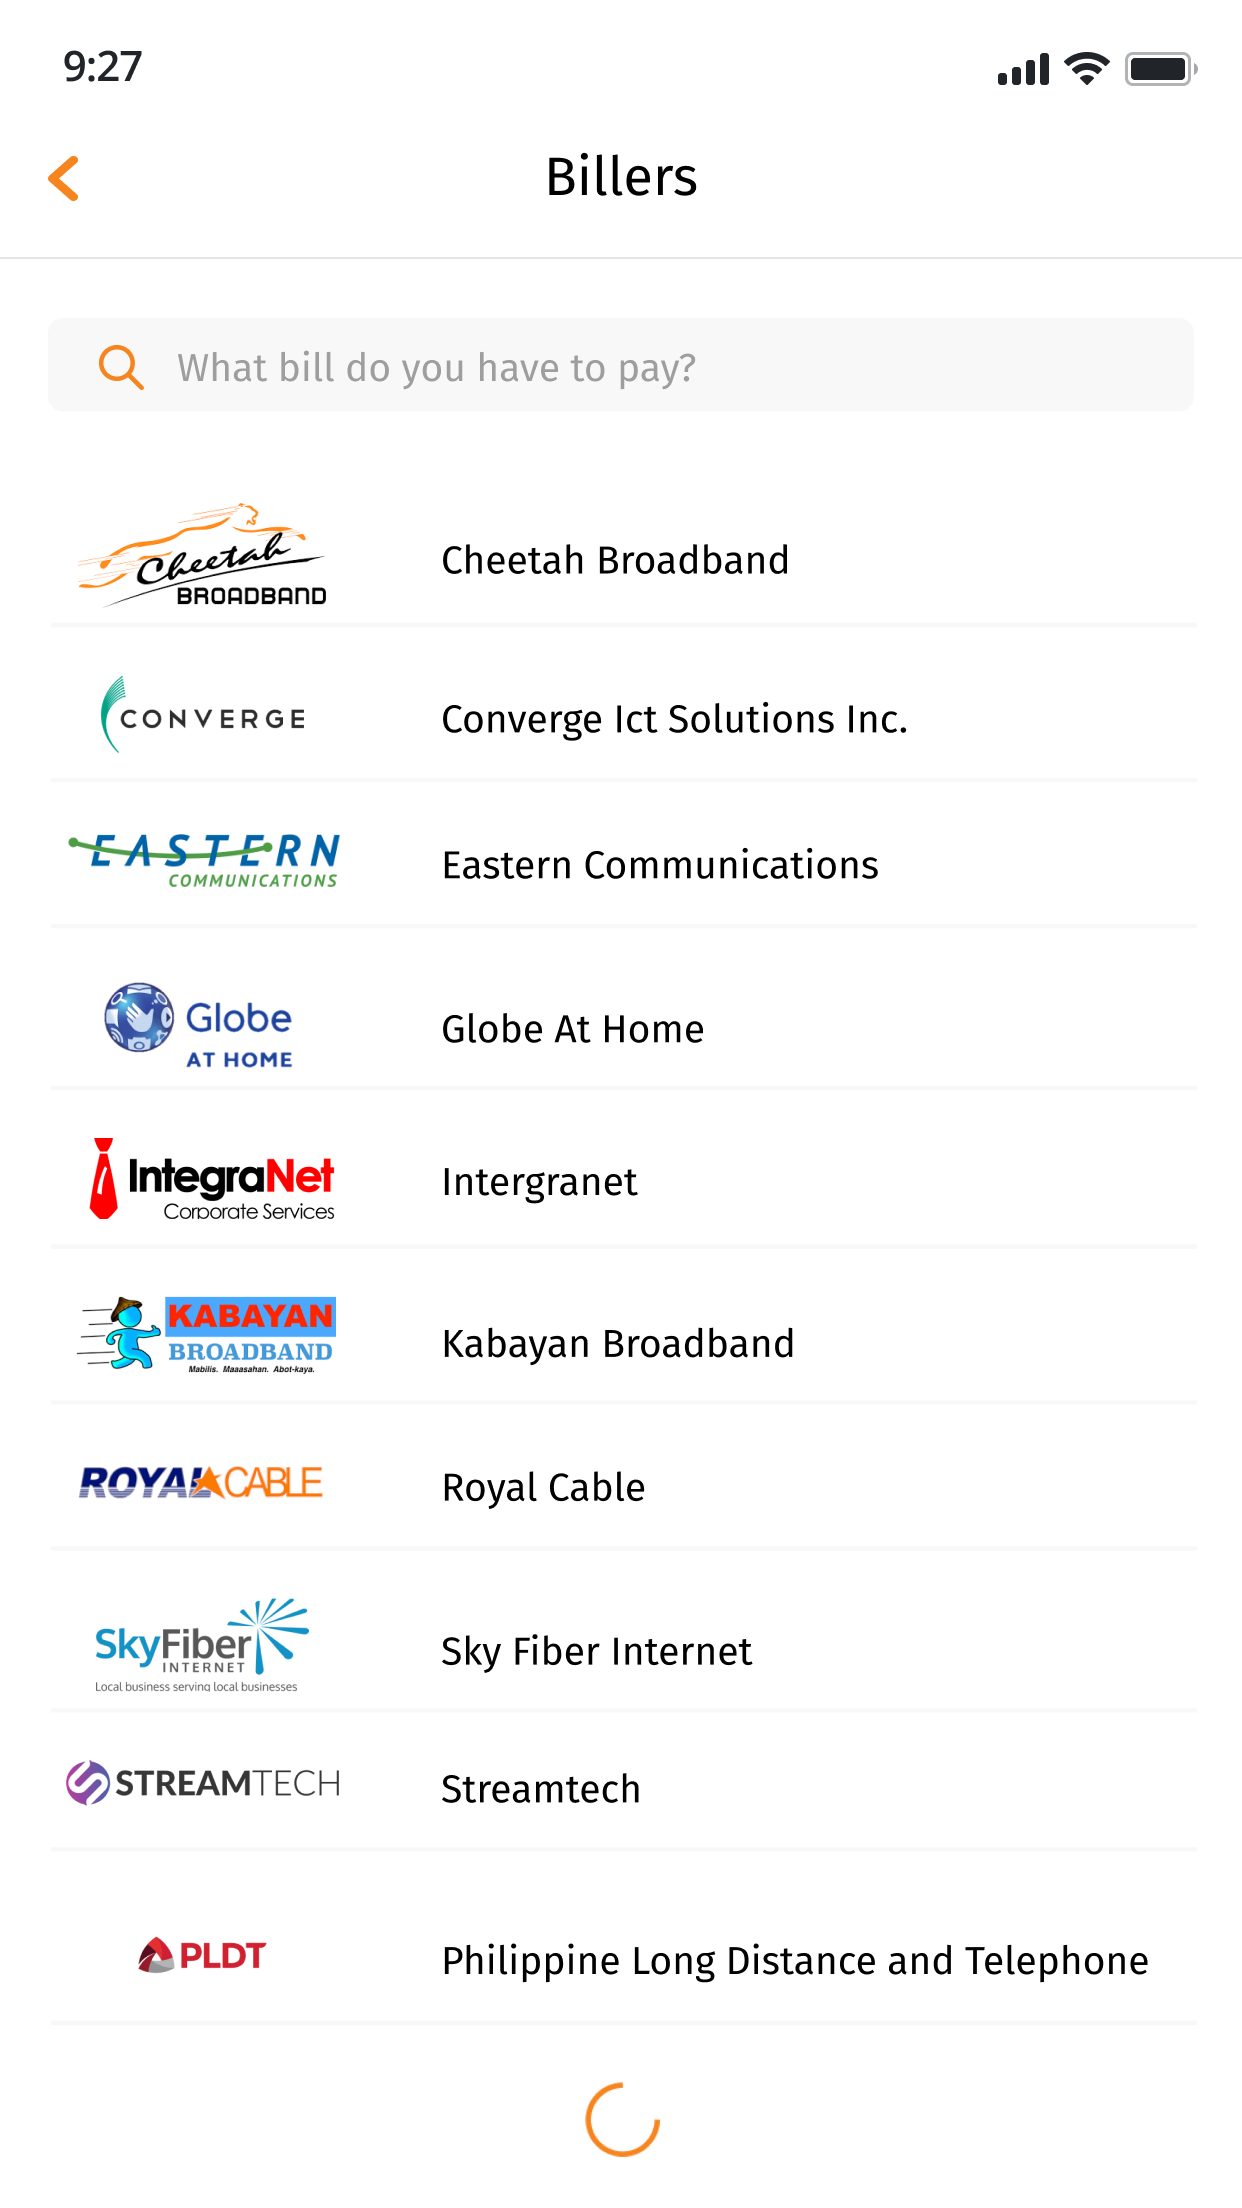 9:27
Billers
What bill do you have to pay?
Cheetah
BROADBAND
Cheetah Broadband
CONVERGE
Converge Ict Solutions Inc.
EASTERN
COMMUNICATIONS
Eastern Communications
Globe
AT HOME
Globe At Home
IntegraNet
Corporate Services
Intergranet
KABAYAN
BROADBAND
Mabilis. Maaasahan. Abot-kaya.
Kabayan Broadband
ROYAL CABLE
Royal Cable
SkyFiber
INTERNET
Local business serving local businesses
Sky Fiber Internet
STREAMTECH
Streamtech
PLDT
Philippine Long Distance and Telephone